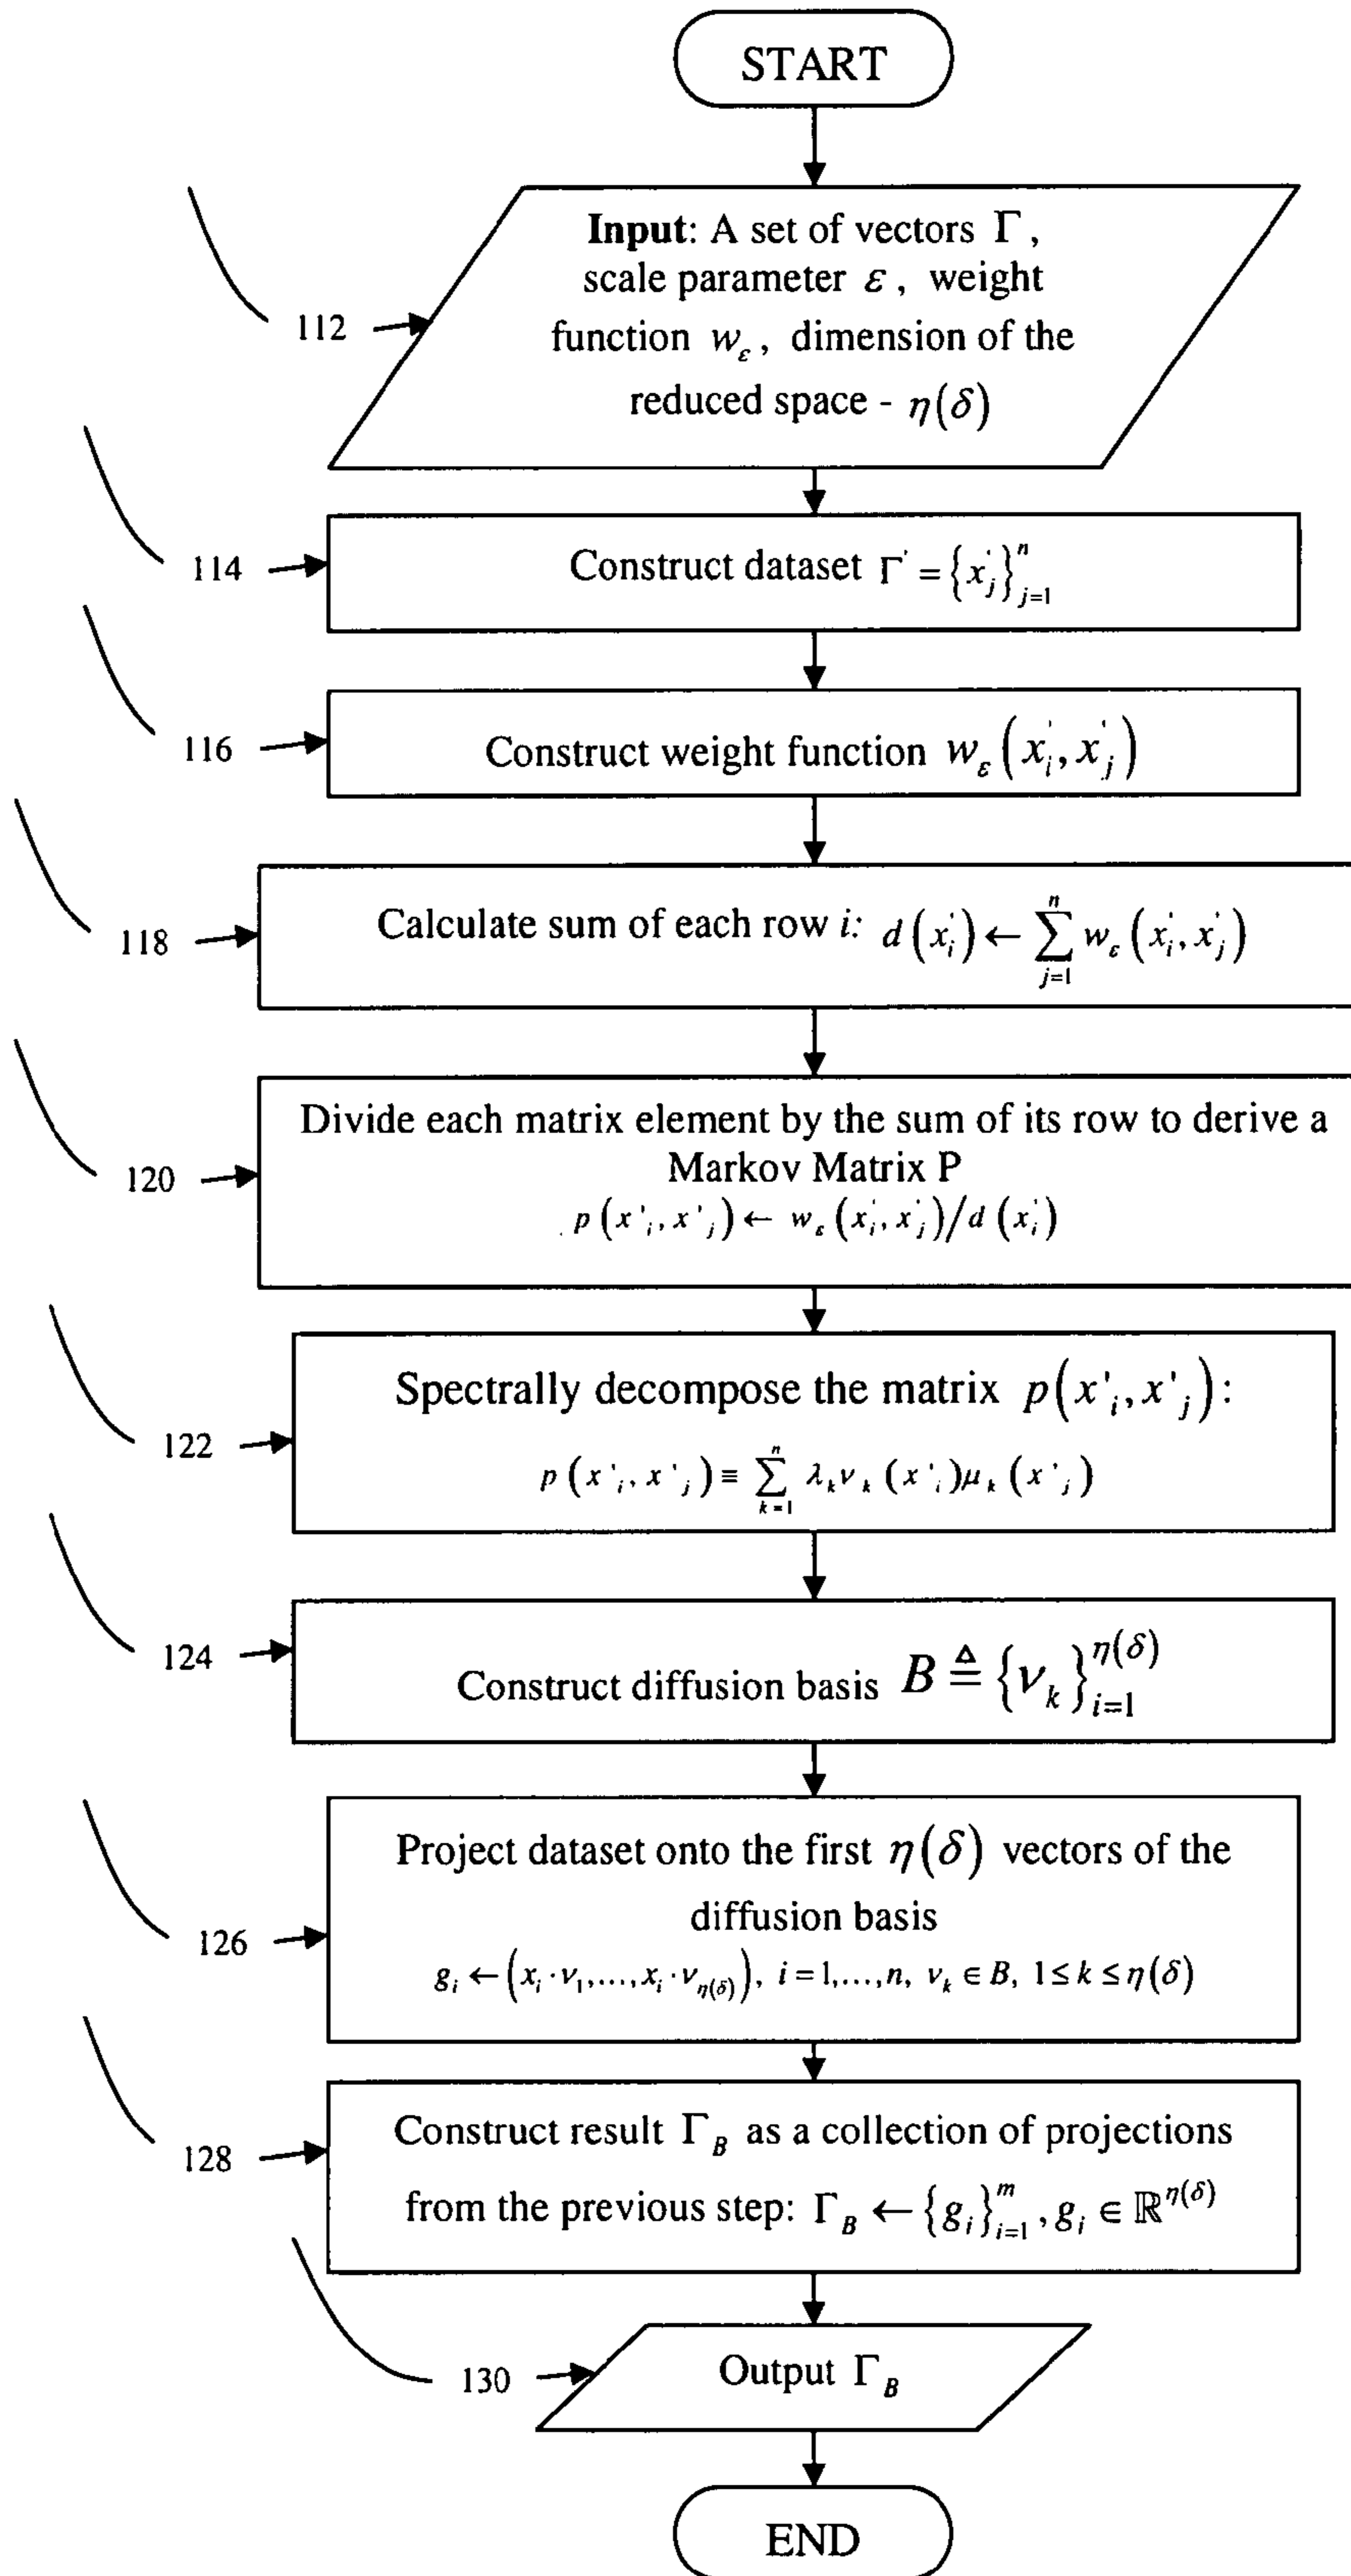 START
Input: A set of vectors Γ ,
scale parameter ε , weight
function w_ε , dimension of the
reduced space - η(δ)
112
Construct dataset Γ' = {x'_j}_{j=1}^n
114
Construct weight function w_ε(x'_i, x'_j)
116
Calculate sum of each row i: d(x'_i) ← ∑_{j=1}^n w_ε(x'_i, x'_j)
118
Divide each matrix element by the sum of its row to derive a
Markov Matrix P
p(x'_i, x'_j) ← w_ε(x'_i, x'_j)/d(x'_i)
120
Spectrally decompose the matrix p(x'_i, x'_j):
p(x'_i, x'_j) ≡ ∑_{k=1}^n λ_k ν_k(x'_i)μ_k(x'_j)
122
Construct diffusion basis B ≜ {ν_k}_{i=1}^{η(δ)}
124
Project dataset onto the first η(δ) vectors of the
diffusion basis
g_i ← (x_i · ν_1,..., x_i · ν_{η(δ)}), i = 1,...,n, ν_k ∈ B, 1 ≤ k ≤ η(δ)
126
Construct result Γ_B as a collection of projections
from the previous step: Γ_B ← {g_i}_{i=1}^m , g_i ∈ ℝ^{η(δ)}
128
Output Γ_B
130
END